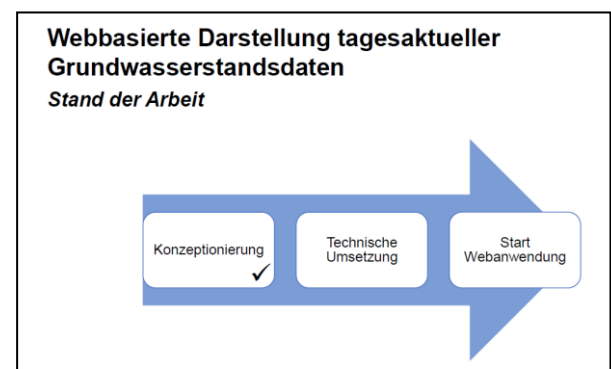 Webbasierte Darstellung tagesaktueller
Grundwasserstandsdaten
Stand der Arbeit
Konzeptionierung
✓
Technische
Umsetzung
Start
Webanwendung